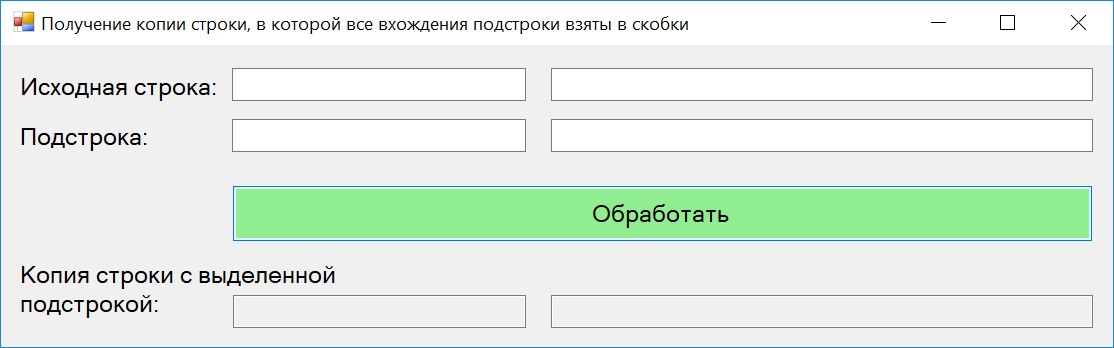 Получение копии строки, в которой все вхождения подстроки взяты в скобки
Исходная строка:
Подстрока:
Обработать
Копия строки с выделенной
подстрокой: